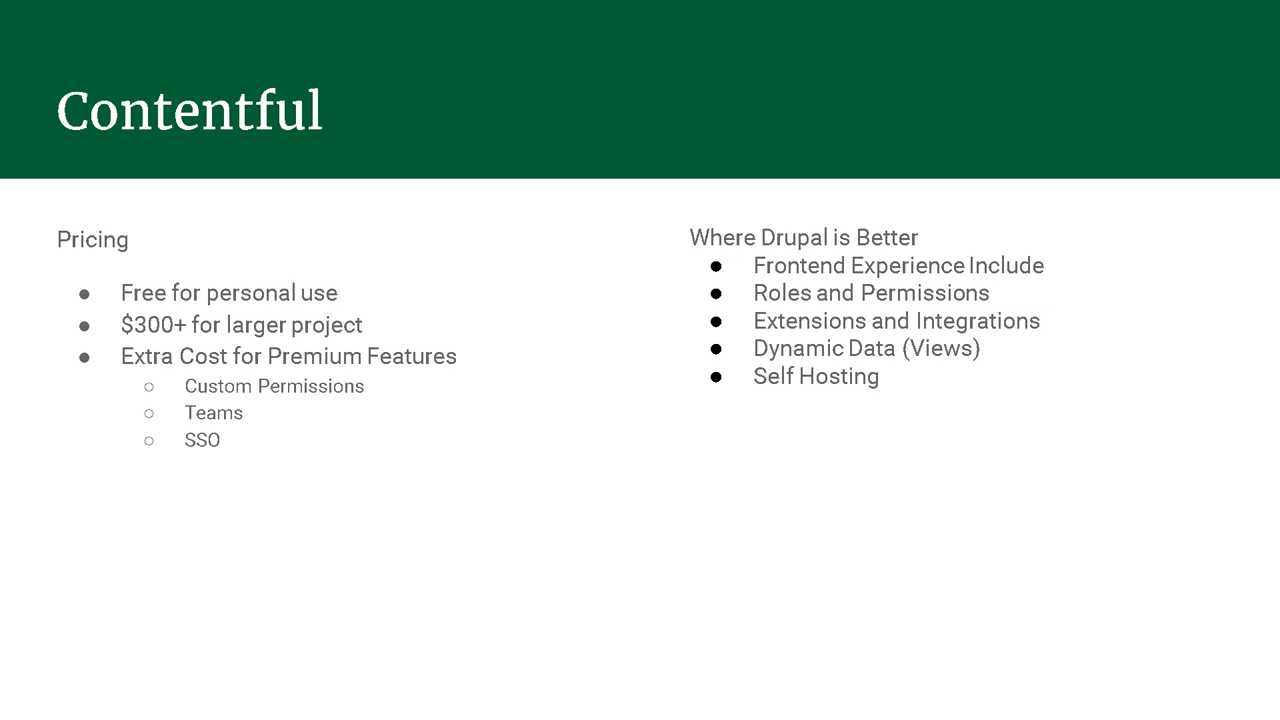 Contentful
Pricing
● Free for personal use
● $300+ for larger project
● Extra Cost for Premium Features
○ Custom Permissions
○ Teams
○ SSO
Where Drupal is Better
● Frontend Experience Include
● Roles and Permissions
● Extensions and Integrations
● Dynamic Data (Views)
● Self Hosting